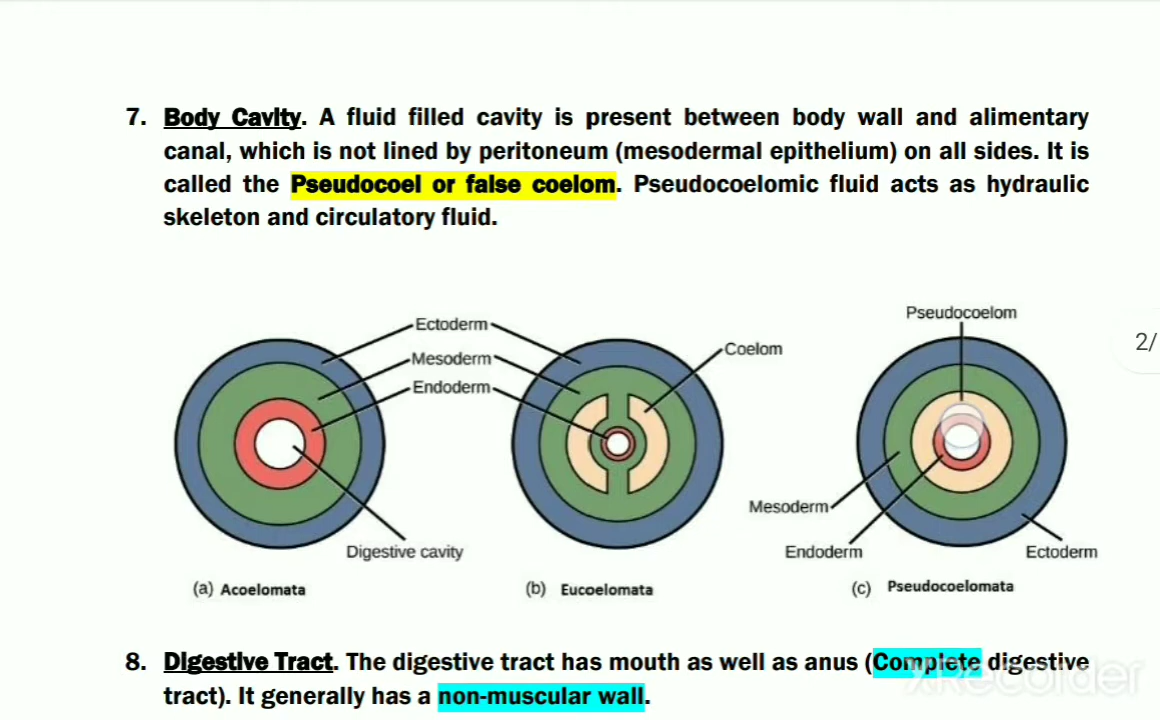 7. Body Cavity. A fluid filled cavity is present between body wall and alimentary
canal, which is not lined by peritoneum (mesodermal epithelium) on all sides. It is
called the Pseudocoel or false coelom. Pseudocoelomic fluid acts as hydraulic
skeleton and circulatory fluid.
Pseudocoelom
Ectoderm
Coelom
2/
Mesoderm
Endoderm
Mesoderm
Digestive cavity
Endoderm
Ectoderm
(a) Acoelomata
(b) Eucoelomata
(c) Pseudocoelomata
8. Digestive Tract. The digestive tract has mouth as well as anus (Complete digestive
tract). It generally has a non-muscular wall.
XRecorder